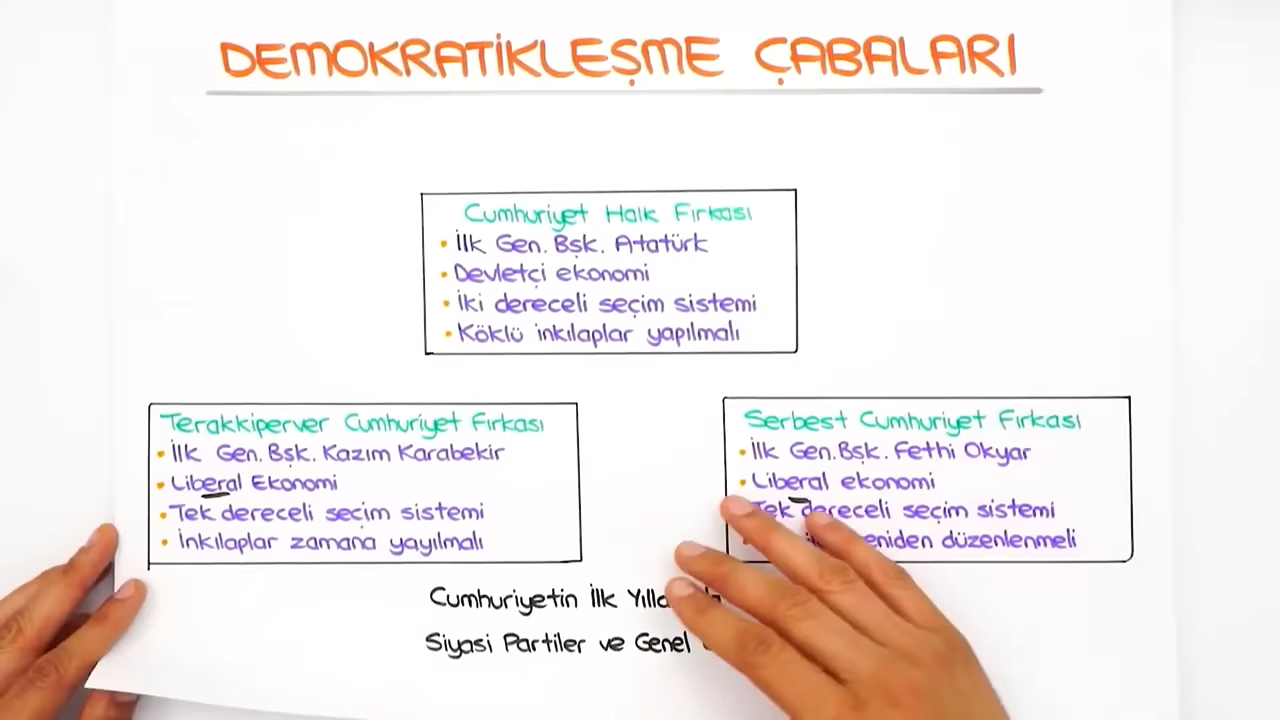 DEMOKRATİKLEŞME ÇABALARI
Cumhuriyet Halk Fırkası
• İlk Gen. Bşk. Atatürk
• Devletçi ekonomi
• İki dereceli seçim sistemi
• Köklü inkılaplar yapılmalı
Terakkiperver Cumhuriyet Fırkası
• İlk Gen. Bşk. Kazım Karabekir
• Liberal Ekonomi
• Tek dereceli seçim sistemi
• İnkılaplar zamana yayılmalı
Serbest Cumhuriyet Fırkası
• İlk Gen. Bşk. Fethi Okyar
• Liberal ekonomi
Tek dereceli seçim sistemi
düzenlenmeli
Cumhuriyetin İlk
Siyasi Partiler ve Genel